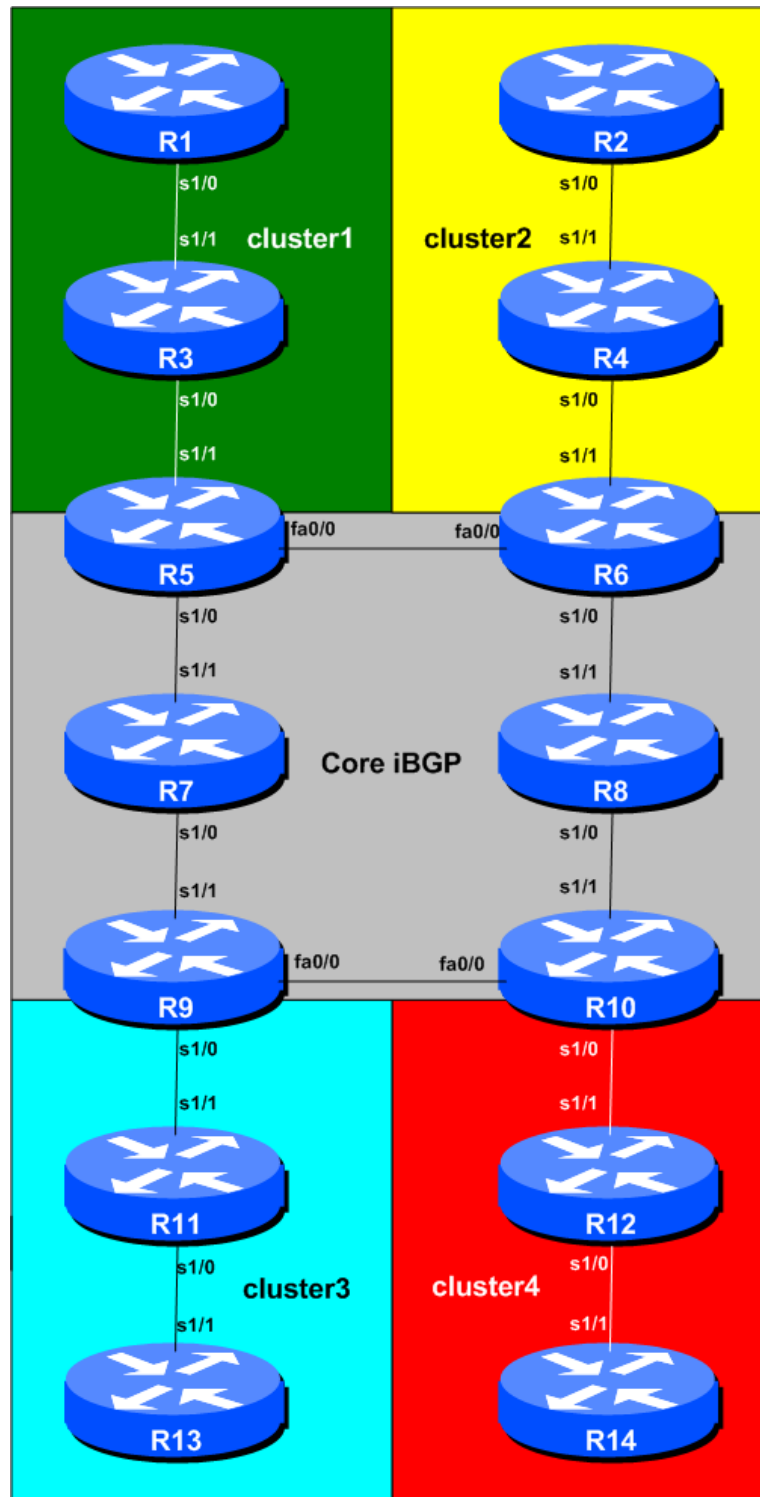 R1 R2
s1/0 s1/0
s1/1 cluster1 cluster2 s1/1
R3 R4
s1/0 s1/0
s1/1 s1/1
fa0/0 fa0/0
R5 R6
s1/0 s1/0
s1/1 s1/1
R7 Core iBGP R8
s1/0 s1/0
s1/1 s1/1
fa0/0 fa0/0
R9 R10
s1/0 s1/0
s1/1 s1/1
R11 R12
s1/0 cluster3 cluster4 s1/0
s1/1 s1/1
R13 R14